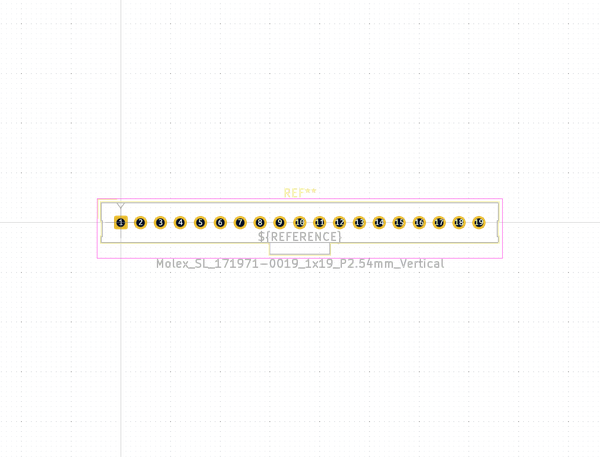 REF**
1 2 3 4 5 6 7 8 9 10 11 12 13 14 15 16 17 18 19
${REFERENCE}
Molex_SL_171971-0019_1x19_P2.54mm_Vertical